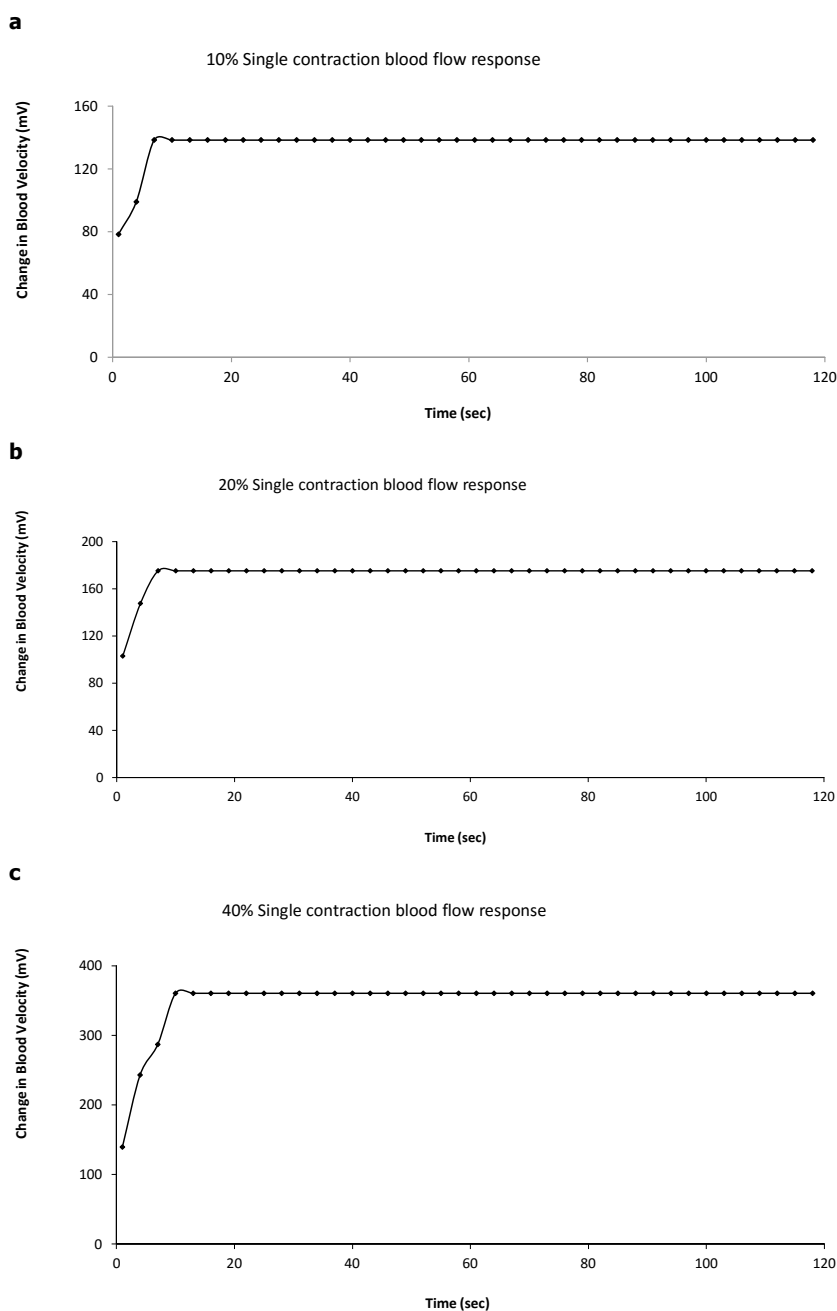 a
10% Single contraction blood flow response
160
120
80
40
0
Change in Blood Velocity (mV)
0 20 40 60 80 100 120
Time (sec)
b
20% Single contraction blood flow response
200
160
120
80
40
0
Change in Blood Velocity (mV)
0 20 40 60 80 100 120
Time (sec)
c
40% Single contraction blood flow response
400
300
200
100
0
Change in Blood Velocity (mV)
0 20 40 60 80 100 120
Time (sec)